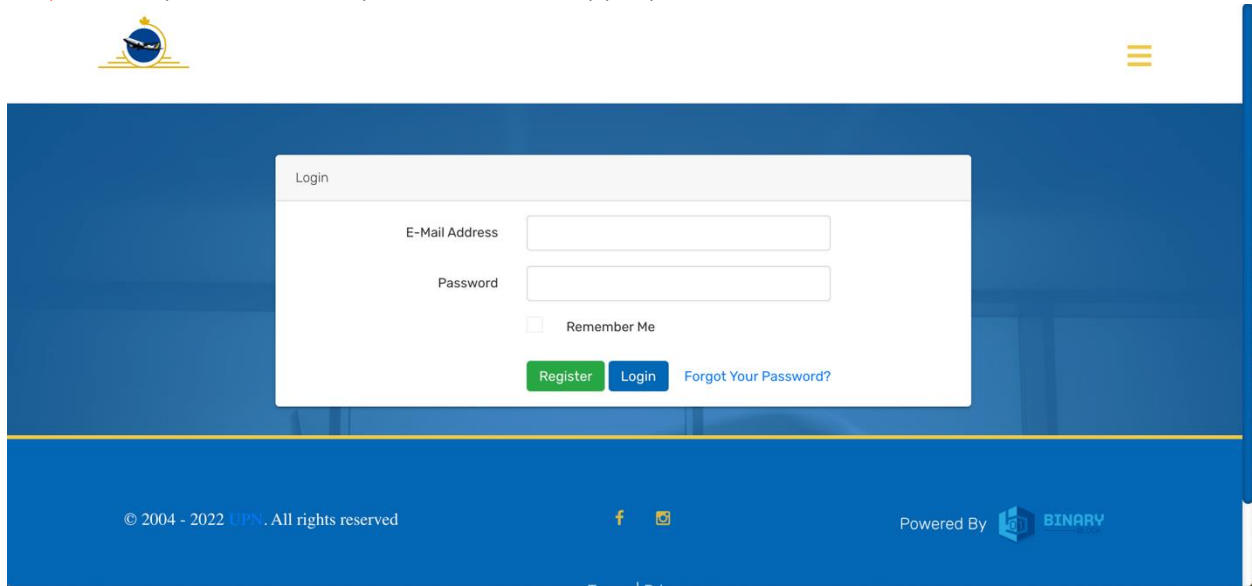 Login
E-Mail Address
Password
Remember Me
Register Login Forgot Your Password?
© 2004 - 2022 UPN. All rights reserved
Powered By BINARY